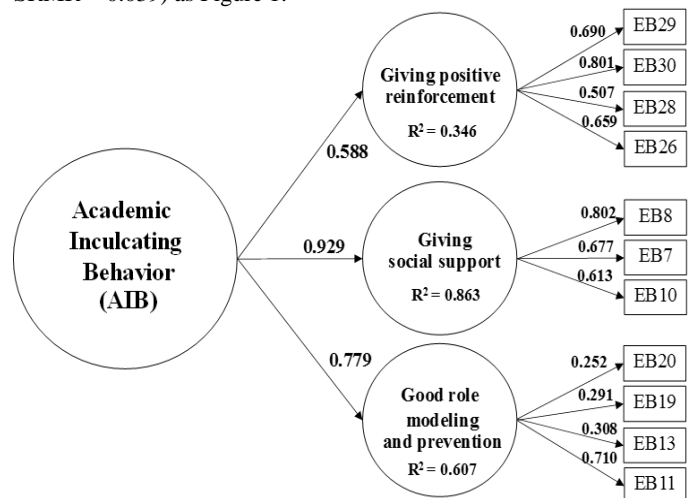 SRMR = 0.059) as Figure 1.
Academic
Inculcating
Behavior
(AIB)
0.588
0.929
0.779
Giving positive
reinforcement
R² = 0.346
0.690
0.801
0.507
0.659
EB29
EB30
EB28
EB26
Giving
social support
R² = 0.863
0.802
0.677
0.613
EB8
EB7
EB10
Good role
modeling
and prevention
R² = 0.607
0.252
0.291
0.308
0.710
EB20
EB19
EB13
EB11